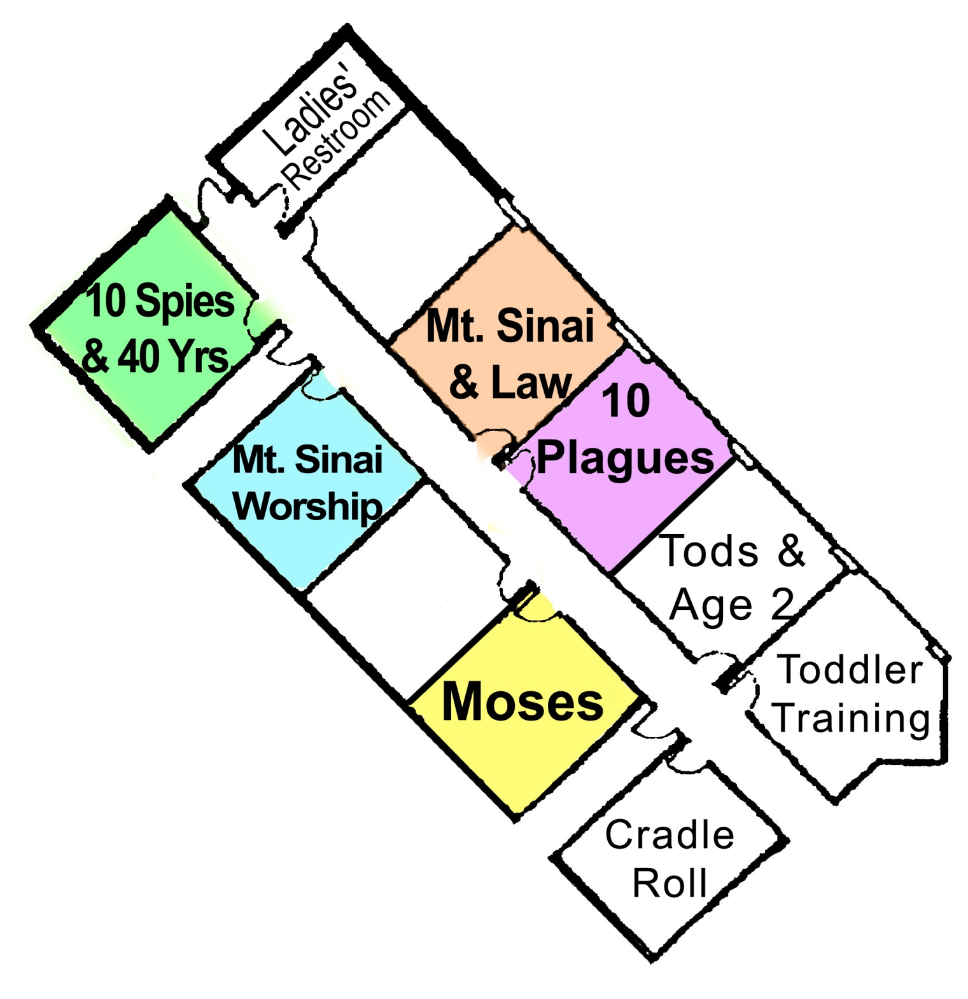 Ladies'
Restroom
10 Spies
& 40 Yrs.
Mt. Sinai
& Law
10
Plagues
Mt. Sinai
Worship
Tods &
Age 2
Moses
Toddler
Training
Cradle
Roll